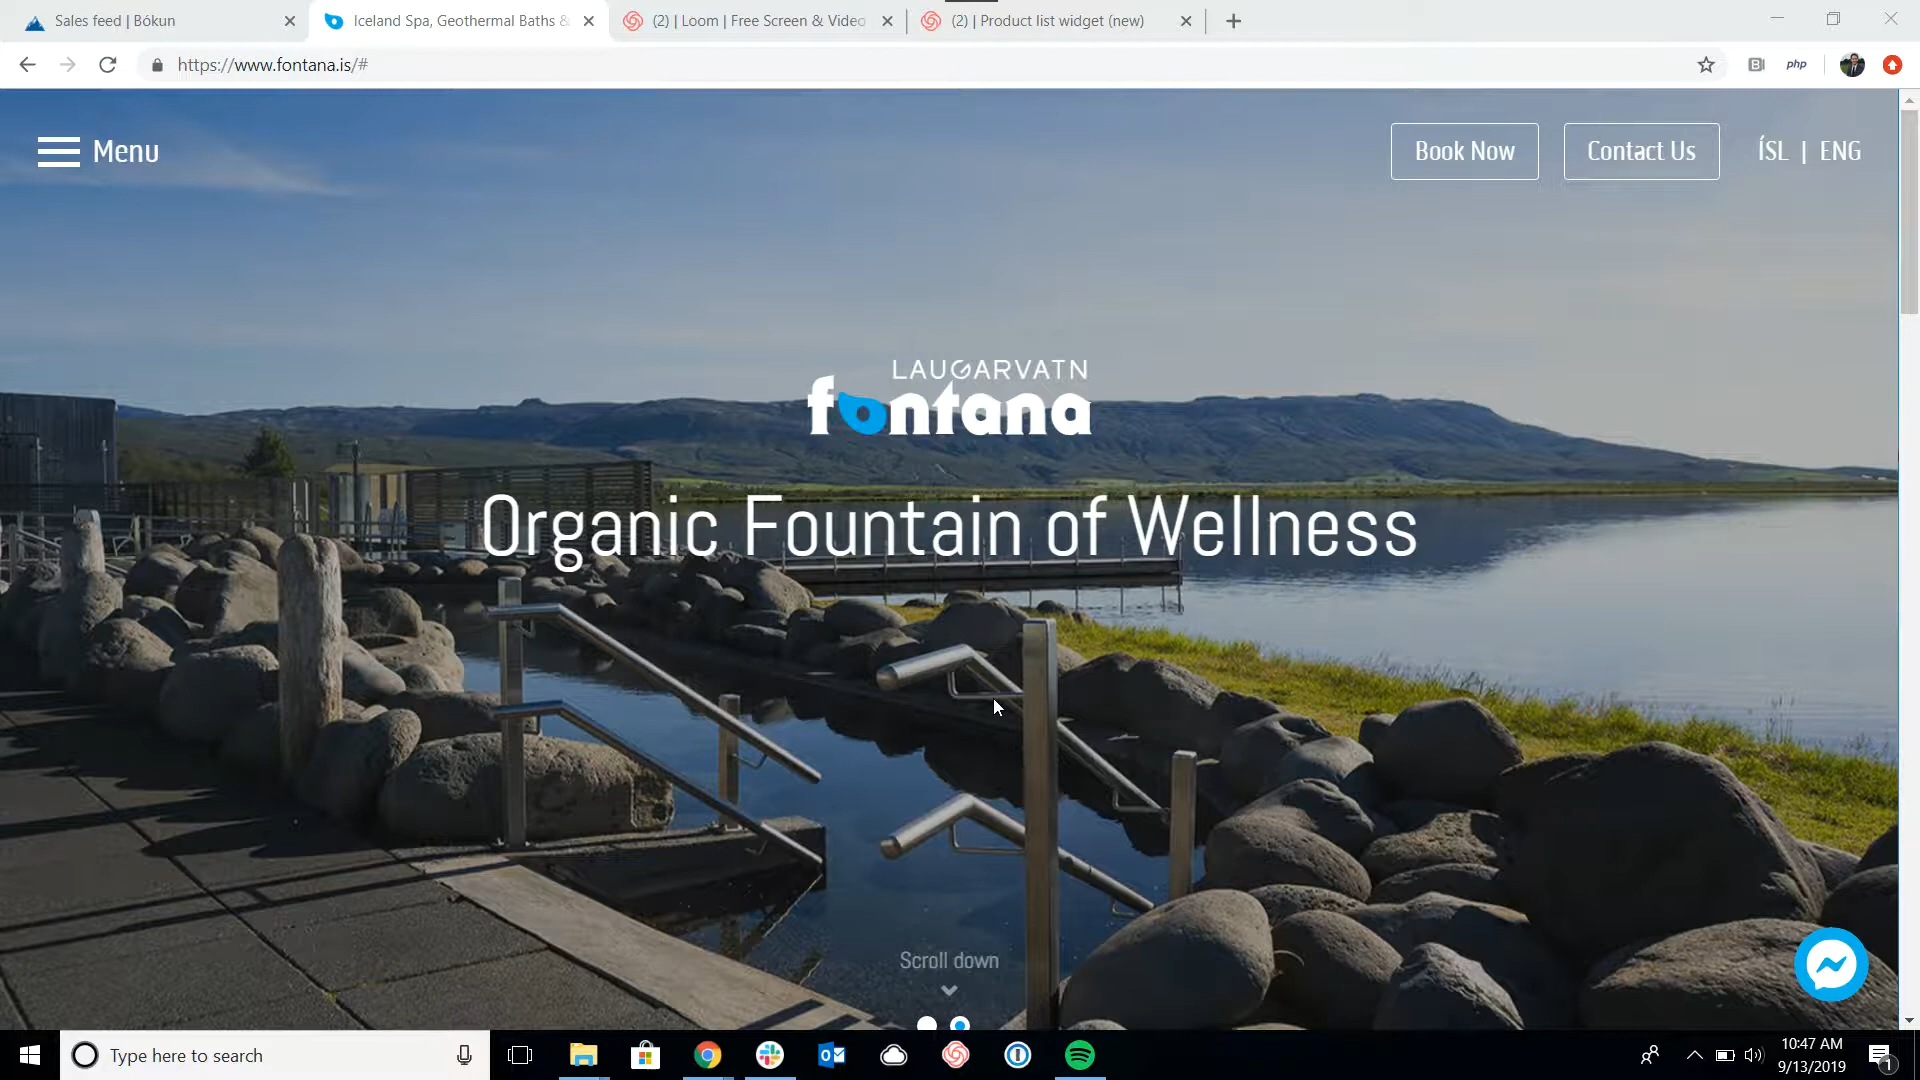 Sales feed | Bókun
Iceland Spa, Geothermal Baths &
(2) | Loom | Free Screen & Video
(2) | Product list widget (new)
https://www.fontana.is/#
php
Menu
Book Now
Contact Us
ÍSL | ENG
LAUGARVATN
fontana
Organic Fountain of Wellness
Scroll down
Type here to search
10:47 AM
9/13/2019
1